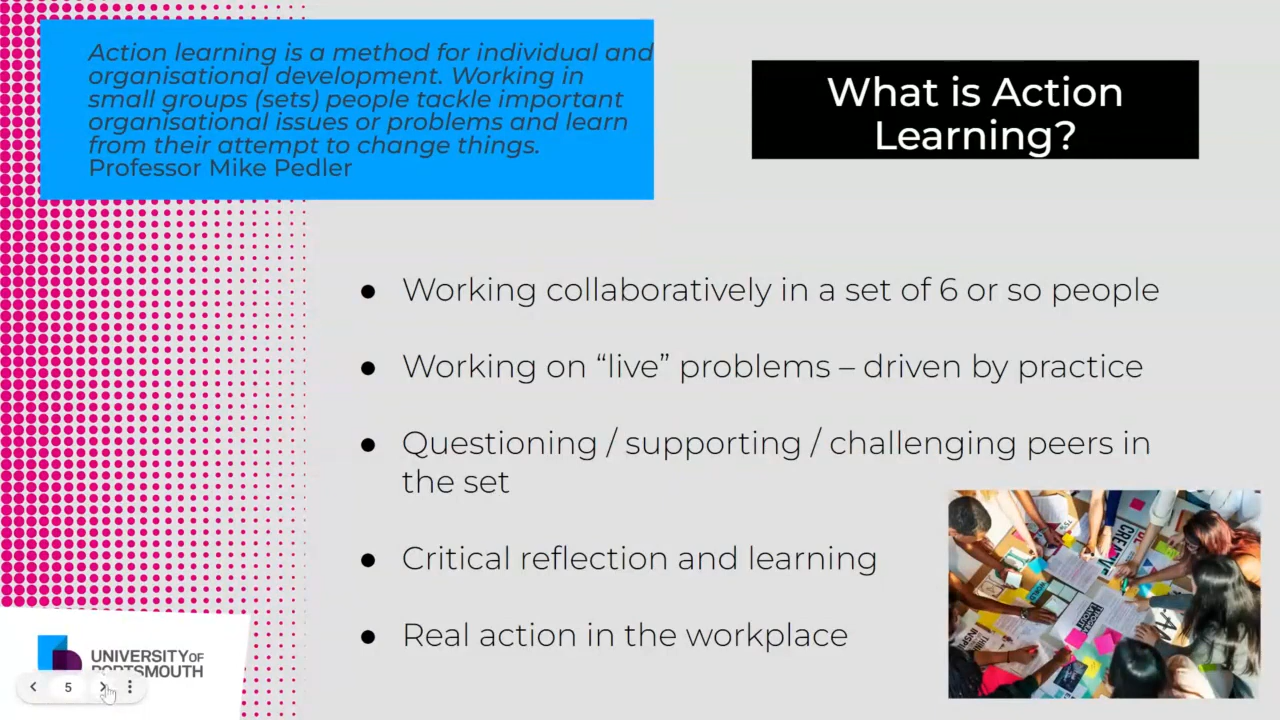 Action learning is a method for individual and
organisational development. Working in
small groups (sets) people tackle important
organisational issues or problems and learn
from their attempt to change things.
Professor Mike Pedler
What is Action
Learning?
● Working collaboratively in a set of 6 or so people
● Working on “live” problems – driven by practice
● Questioning / supporting / challenging peers in
the set
● Critical reflection and learning
● Real action in the workplace
UNIVERSITY OF
PORTSMOUTH
5